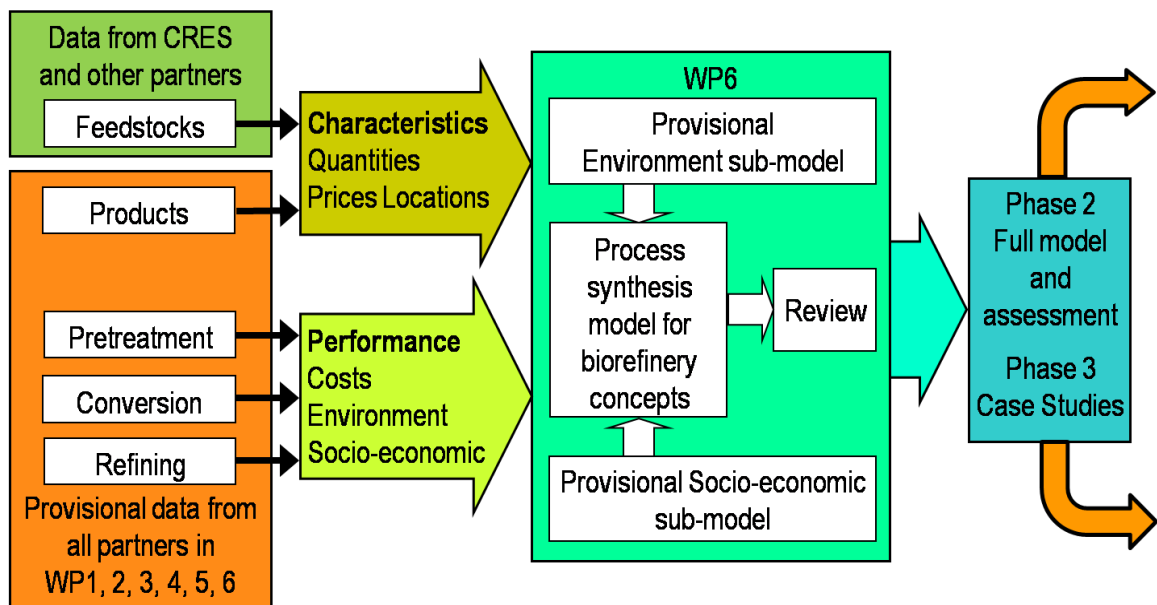 Data from CRES
and other partners
Feedstocks
Products
Pretreatment
Conversion
Refining
Provisional data from
all partners in
WP1, 2, 3, 4, 5, 6
Characteristics
Quantities
Prices Locations
Performance
Costs
Environment
Socio-economic
WP6
Provisional
Environment sub-model
Process
synthesis
model for
biorefinery
concepts
Review
Provisional Socio-economic
sub-model
Phase 2
Full model
and
assessment
Phase 3
Case Studies